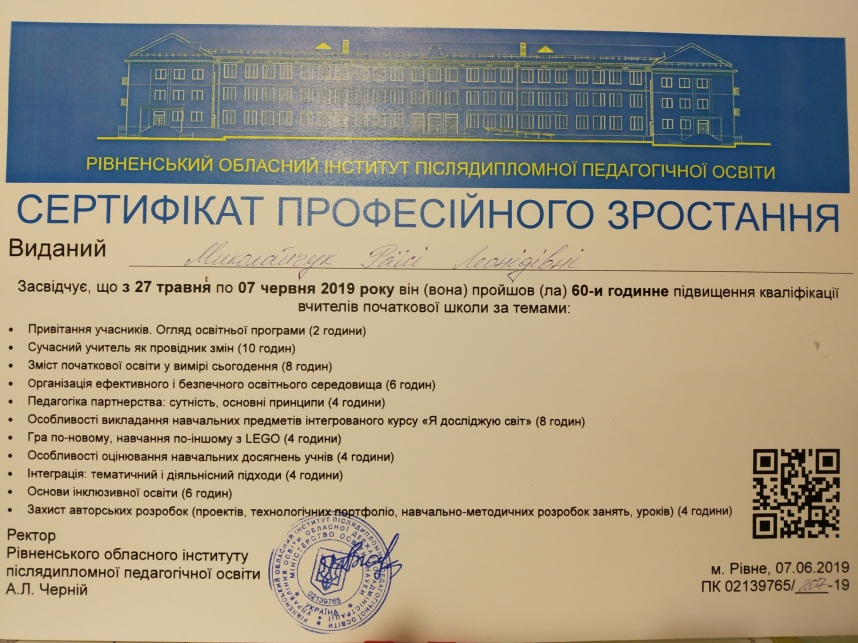 РІВНЕНСЬКИЙ ОБЛАСНИЙ ІНСТИТУТ ПІСЛЯДИПЛОМНОЇ ПЕДАГОГІЧНОЇ ОСВІТИ
СЕРТИФІКАТ ПРОФЕСІЙНОГО ЗРОСТАННЯ
Виданий Миколайчук Раїсі Леонідівні
Засвідчує, що з 27 травня по 07 червня 2019 року він (вона) пройшов (ла) 60-и годинне підвищення кваліфікації
вчителів початкової школи за темами:
• Привітання учасників. Огляд освітньої програми (2 години)
• Сучасний учитель як провідник змін (10 годин)
• Зміст початкової освіти у вимірі сьогодення (8 годин)
• Організація ефективного і безпечного освітнього середовища (6 годин)
• Педагогіка партнерства: сутність, основні принципи (4 години)
• Особливості викладання навчальних предметів інтегрованого курсу «Я досліджую світ» (8 годин)
• Гра по-новому, навчання по-іншому з LEGO (4 години)
• Особливості оцінювання навчальних досягнень учнів (4 години)
• Інтеграція: тематичний і діяльнісний підходи (4 години)
• Основи інклюзивної освіти (6 годин)
• Захист авторських розробок (проектів, технологічних портфоліо, навчально-методичних розробок занять, уроків) (4 години)
Ректор
Рівненського обласного інституту
післядипломної педагогічної освіти
А.Л. Черній
02139765
УКРАЇНА
м. Рівне, 07.06.2019
ПК 02139765/207-19